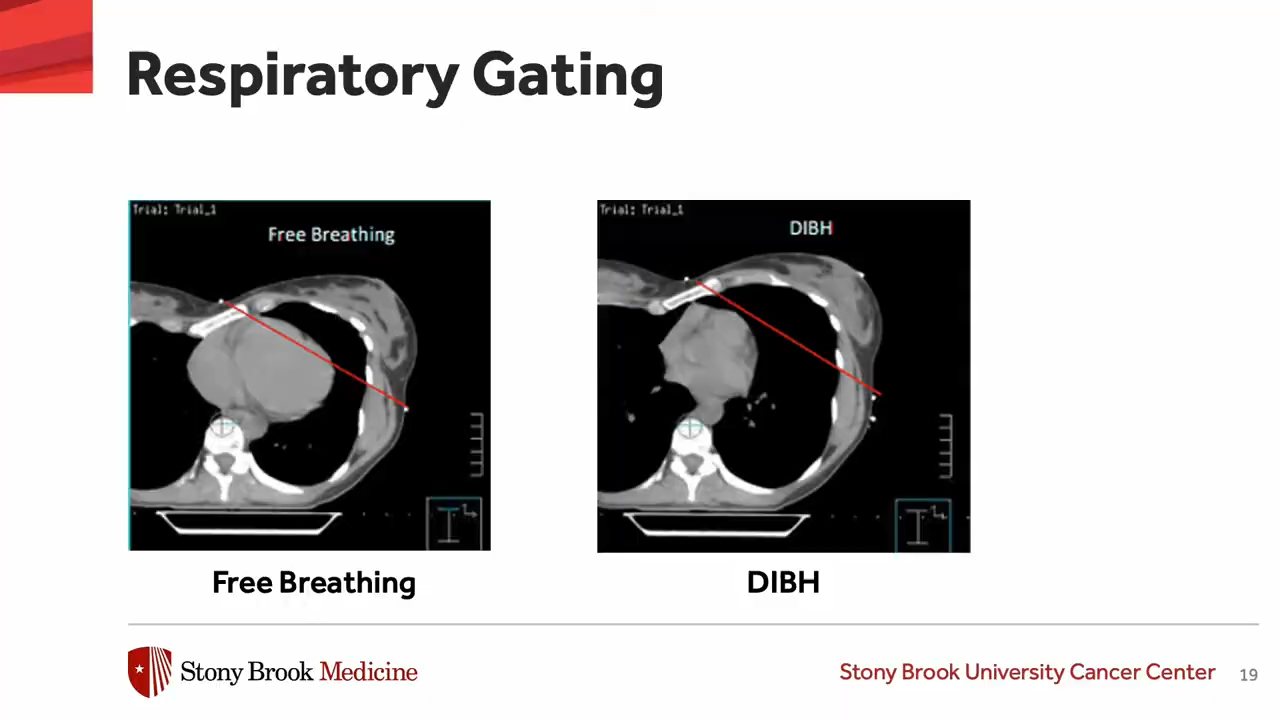 Respiratory Gating
Trial: Trial_1
Free Breathing
Trial: Trial_1
DIBH
Free Breathing
DIBH
Stony Brook Medicine
Stony Brook University Cancer Center
19